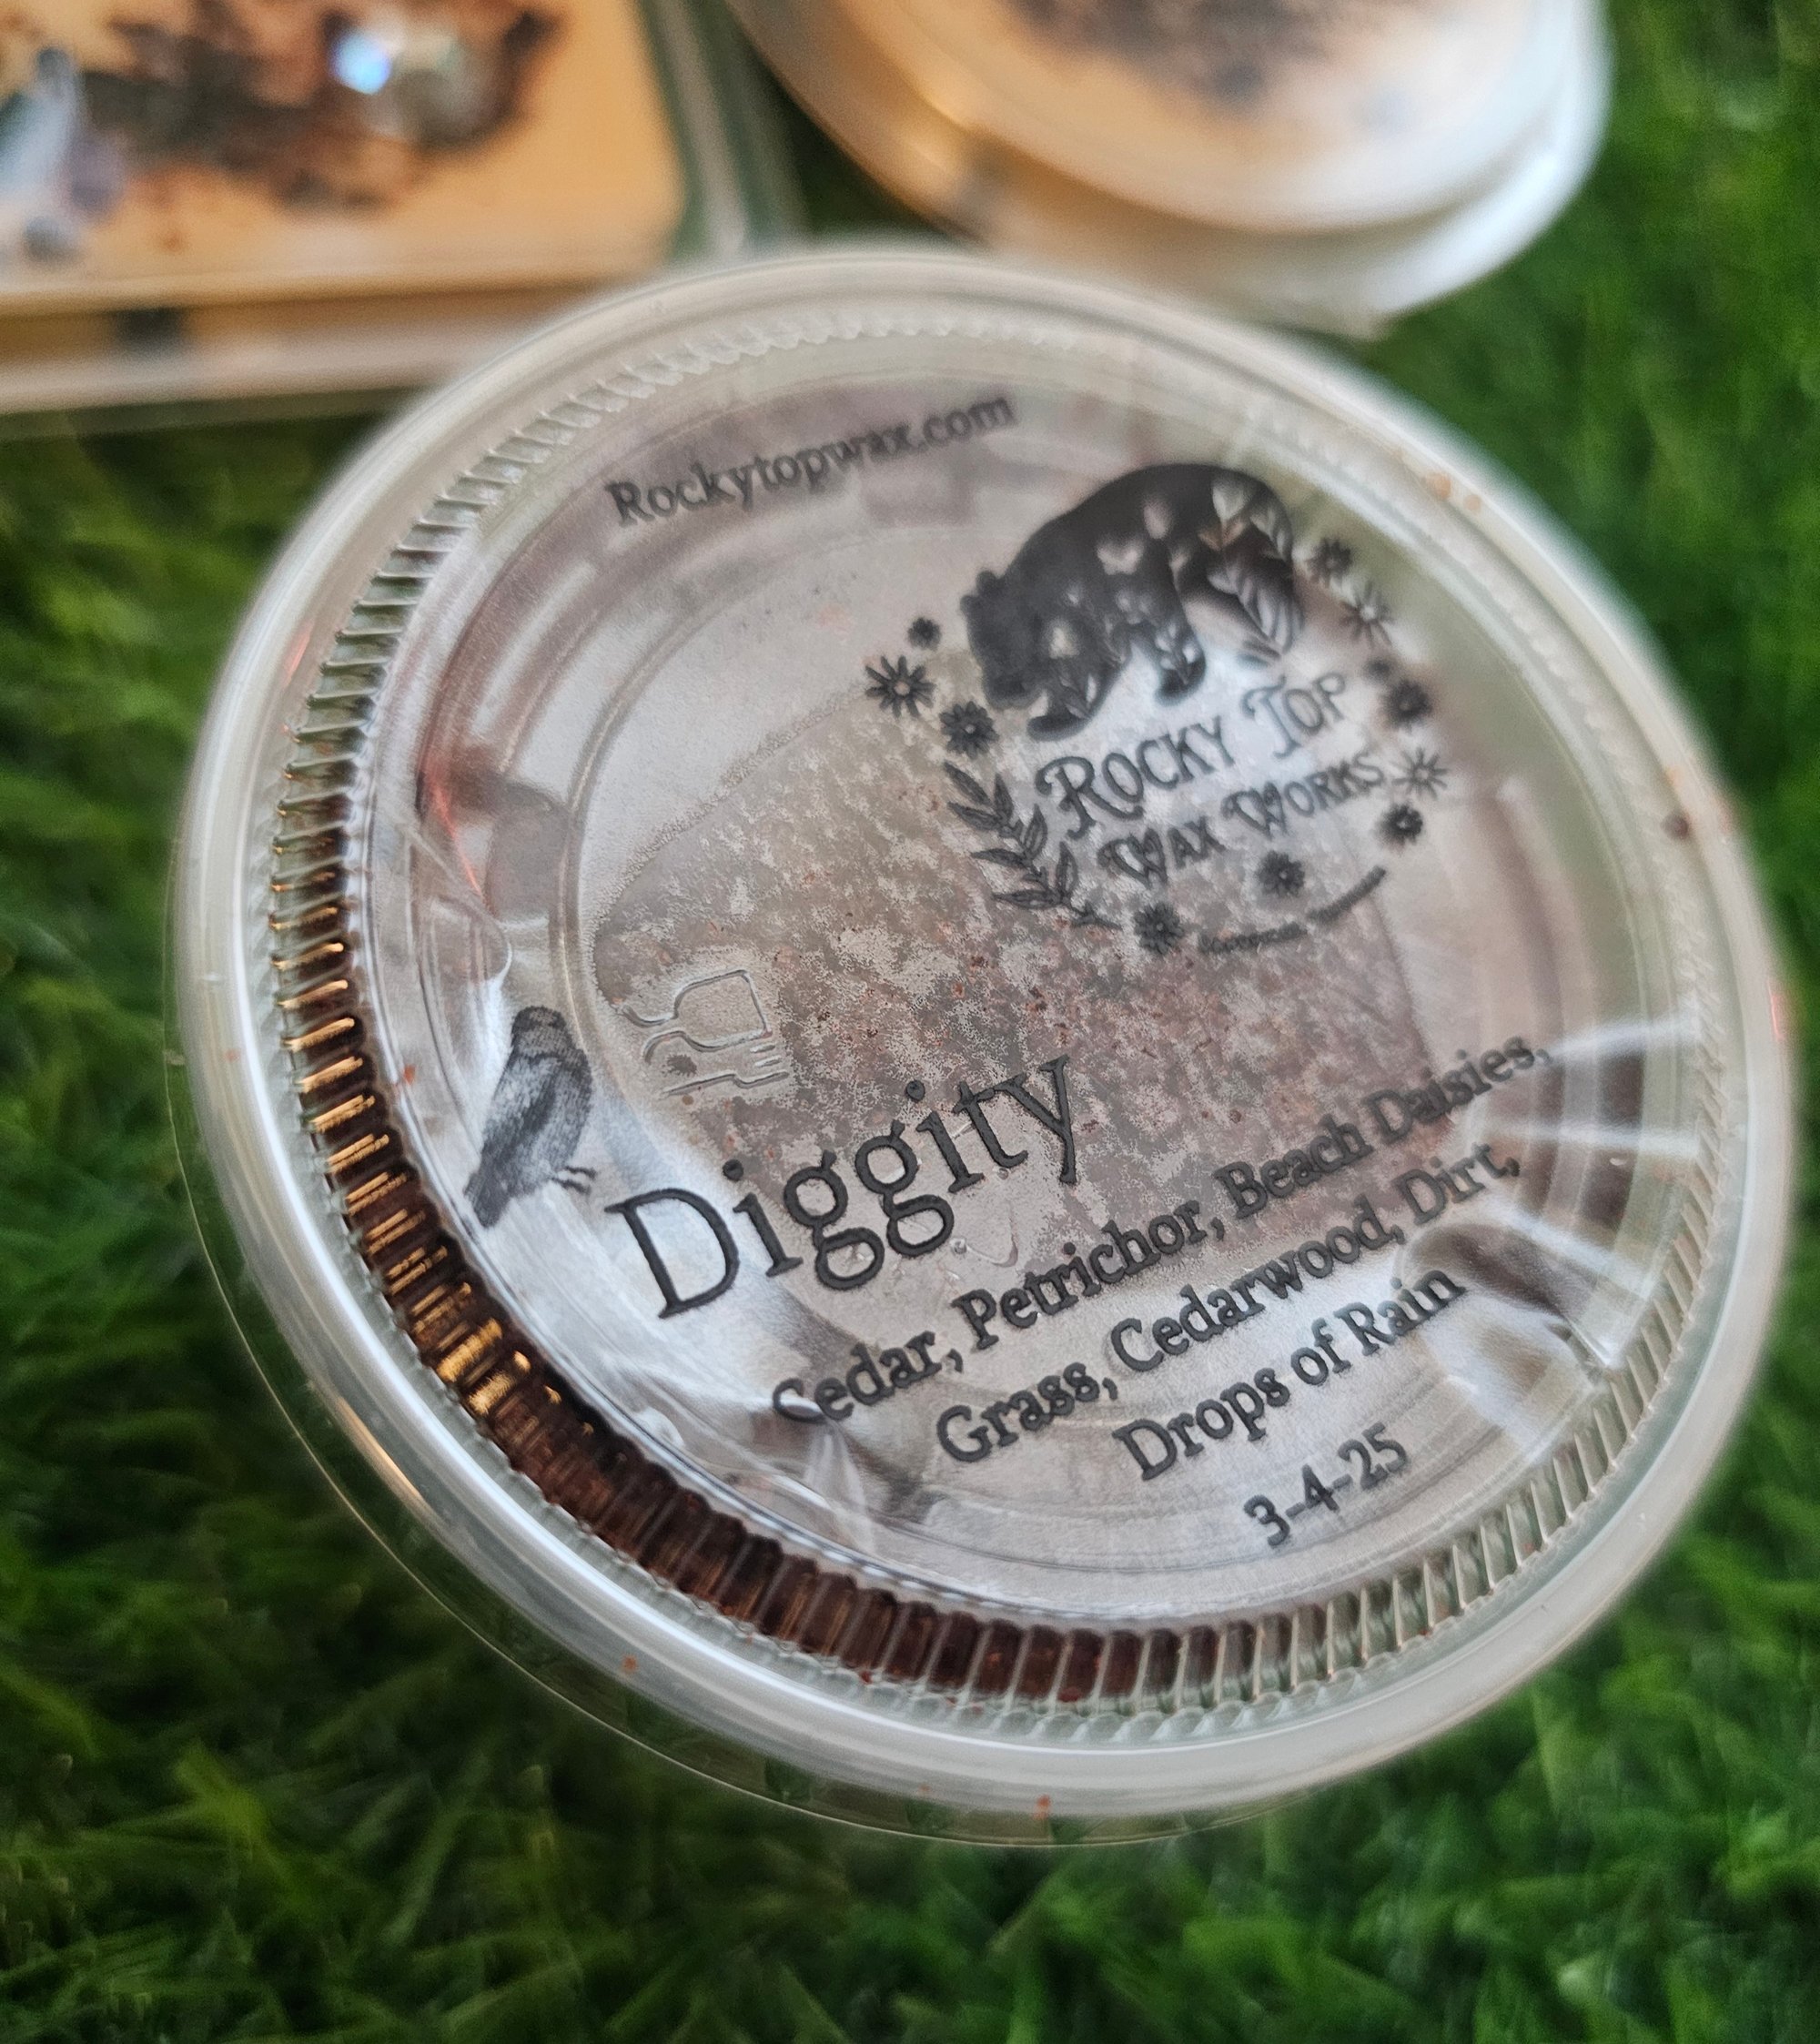 Rockytopwax.com
ROCKY TOP
WAX WORKS
Diggity
Cedar, Petrichor, Beach Daisies,
Grass, Cedarwood, Dirt,
Drops of Rain
3-4-25